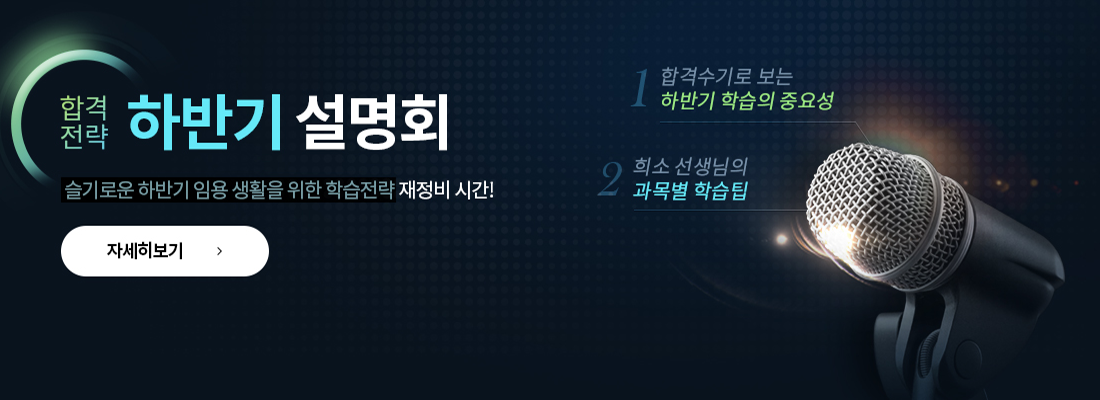 합격
전략
하반기 설명회
슬기로운 하반기 임용 생활을 위한 학습전략 재정비 시간!
자세히보기
1
합격수기로 보는
하반기 학습의 중요성
2
희소 선생님의
과목별 학습팁